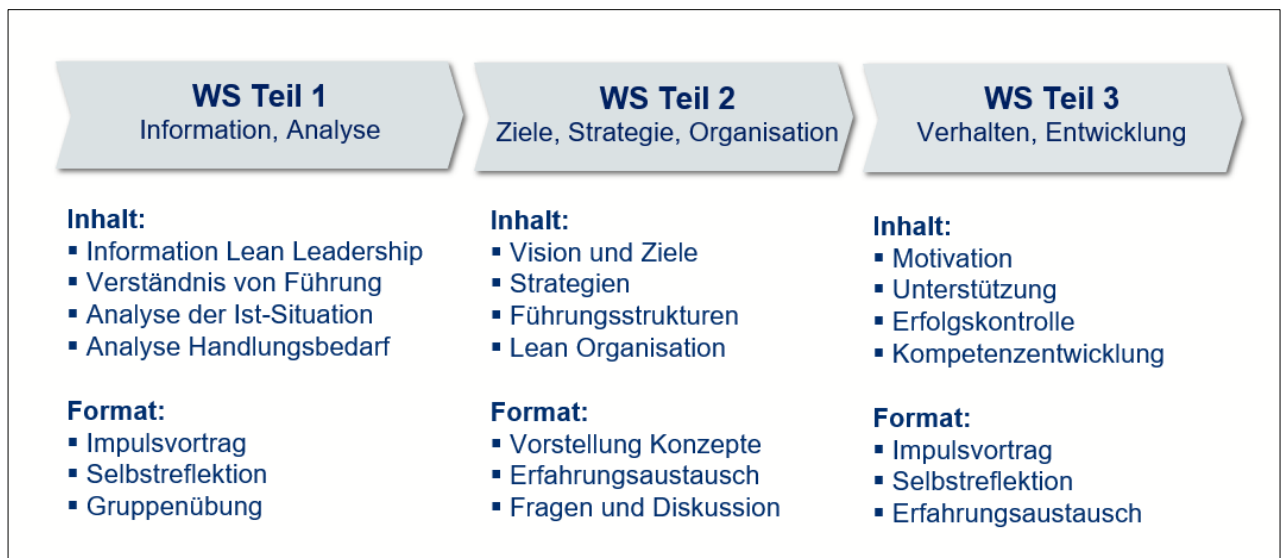 WS Teil 1
Information, Analyse
Inhalt:
▪ Information Lean Leadership
▪ Verständnis von Führung
▪ Analyse der Ist-Situation
▪ Analyse Handlungsbedarf
Format:
▪ Impulsvortrag
▪ Selbstreflektion
▪ Gruppenübung
WS Teil 2
Ziele, Strategie, Organisation
Inhalt:
▪ Vision und Ziele
▪ Strategien
▪ Führungsstrukturen
▪ Lean Organisation
Format:
▪ Vorstellung Konzepte
▪ Erfahrungsaustausch
▪ Fragen und Diskussion
WS Teil 3
Verhalten, Entwicklung
Inhalt:
▪ Motivation
▪ Unterstützung
▪ Erfolgskontrolle
▪ Kompetenzentwicklung
Format:
▪ Impulsvortrag
▪ Selbstreflektion
▪ Erfahrungsaustausch